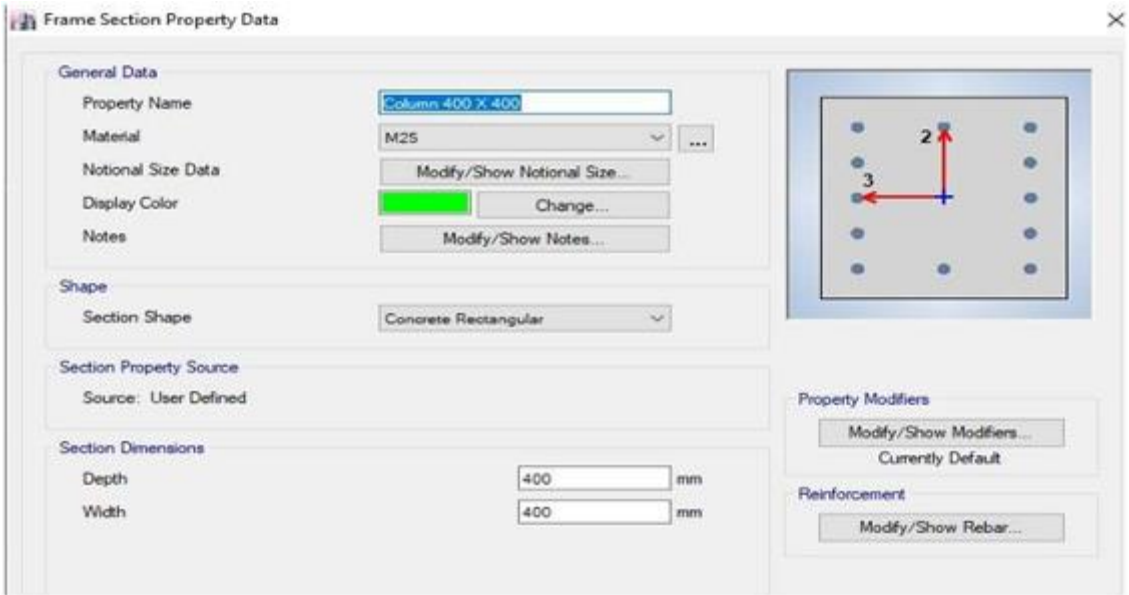 Frame Section Property Data
General Data
Property Name
Column 400 X 400
Material
M25
...
Notional Size Data
Modify/Show Notional Size...
Display Color
Change...
Notes
Modify/Show Notes...
2
3
Shape
Section Shape
Concrete Rectangular
Section Property Source
Source: User Defined
Property Modifiers
Modify/Show Modifiers...
Currently Default
Section Dimensions
Depth
400
mm
Width
400
mm
Reinforcement
Modify/Show Rebar...